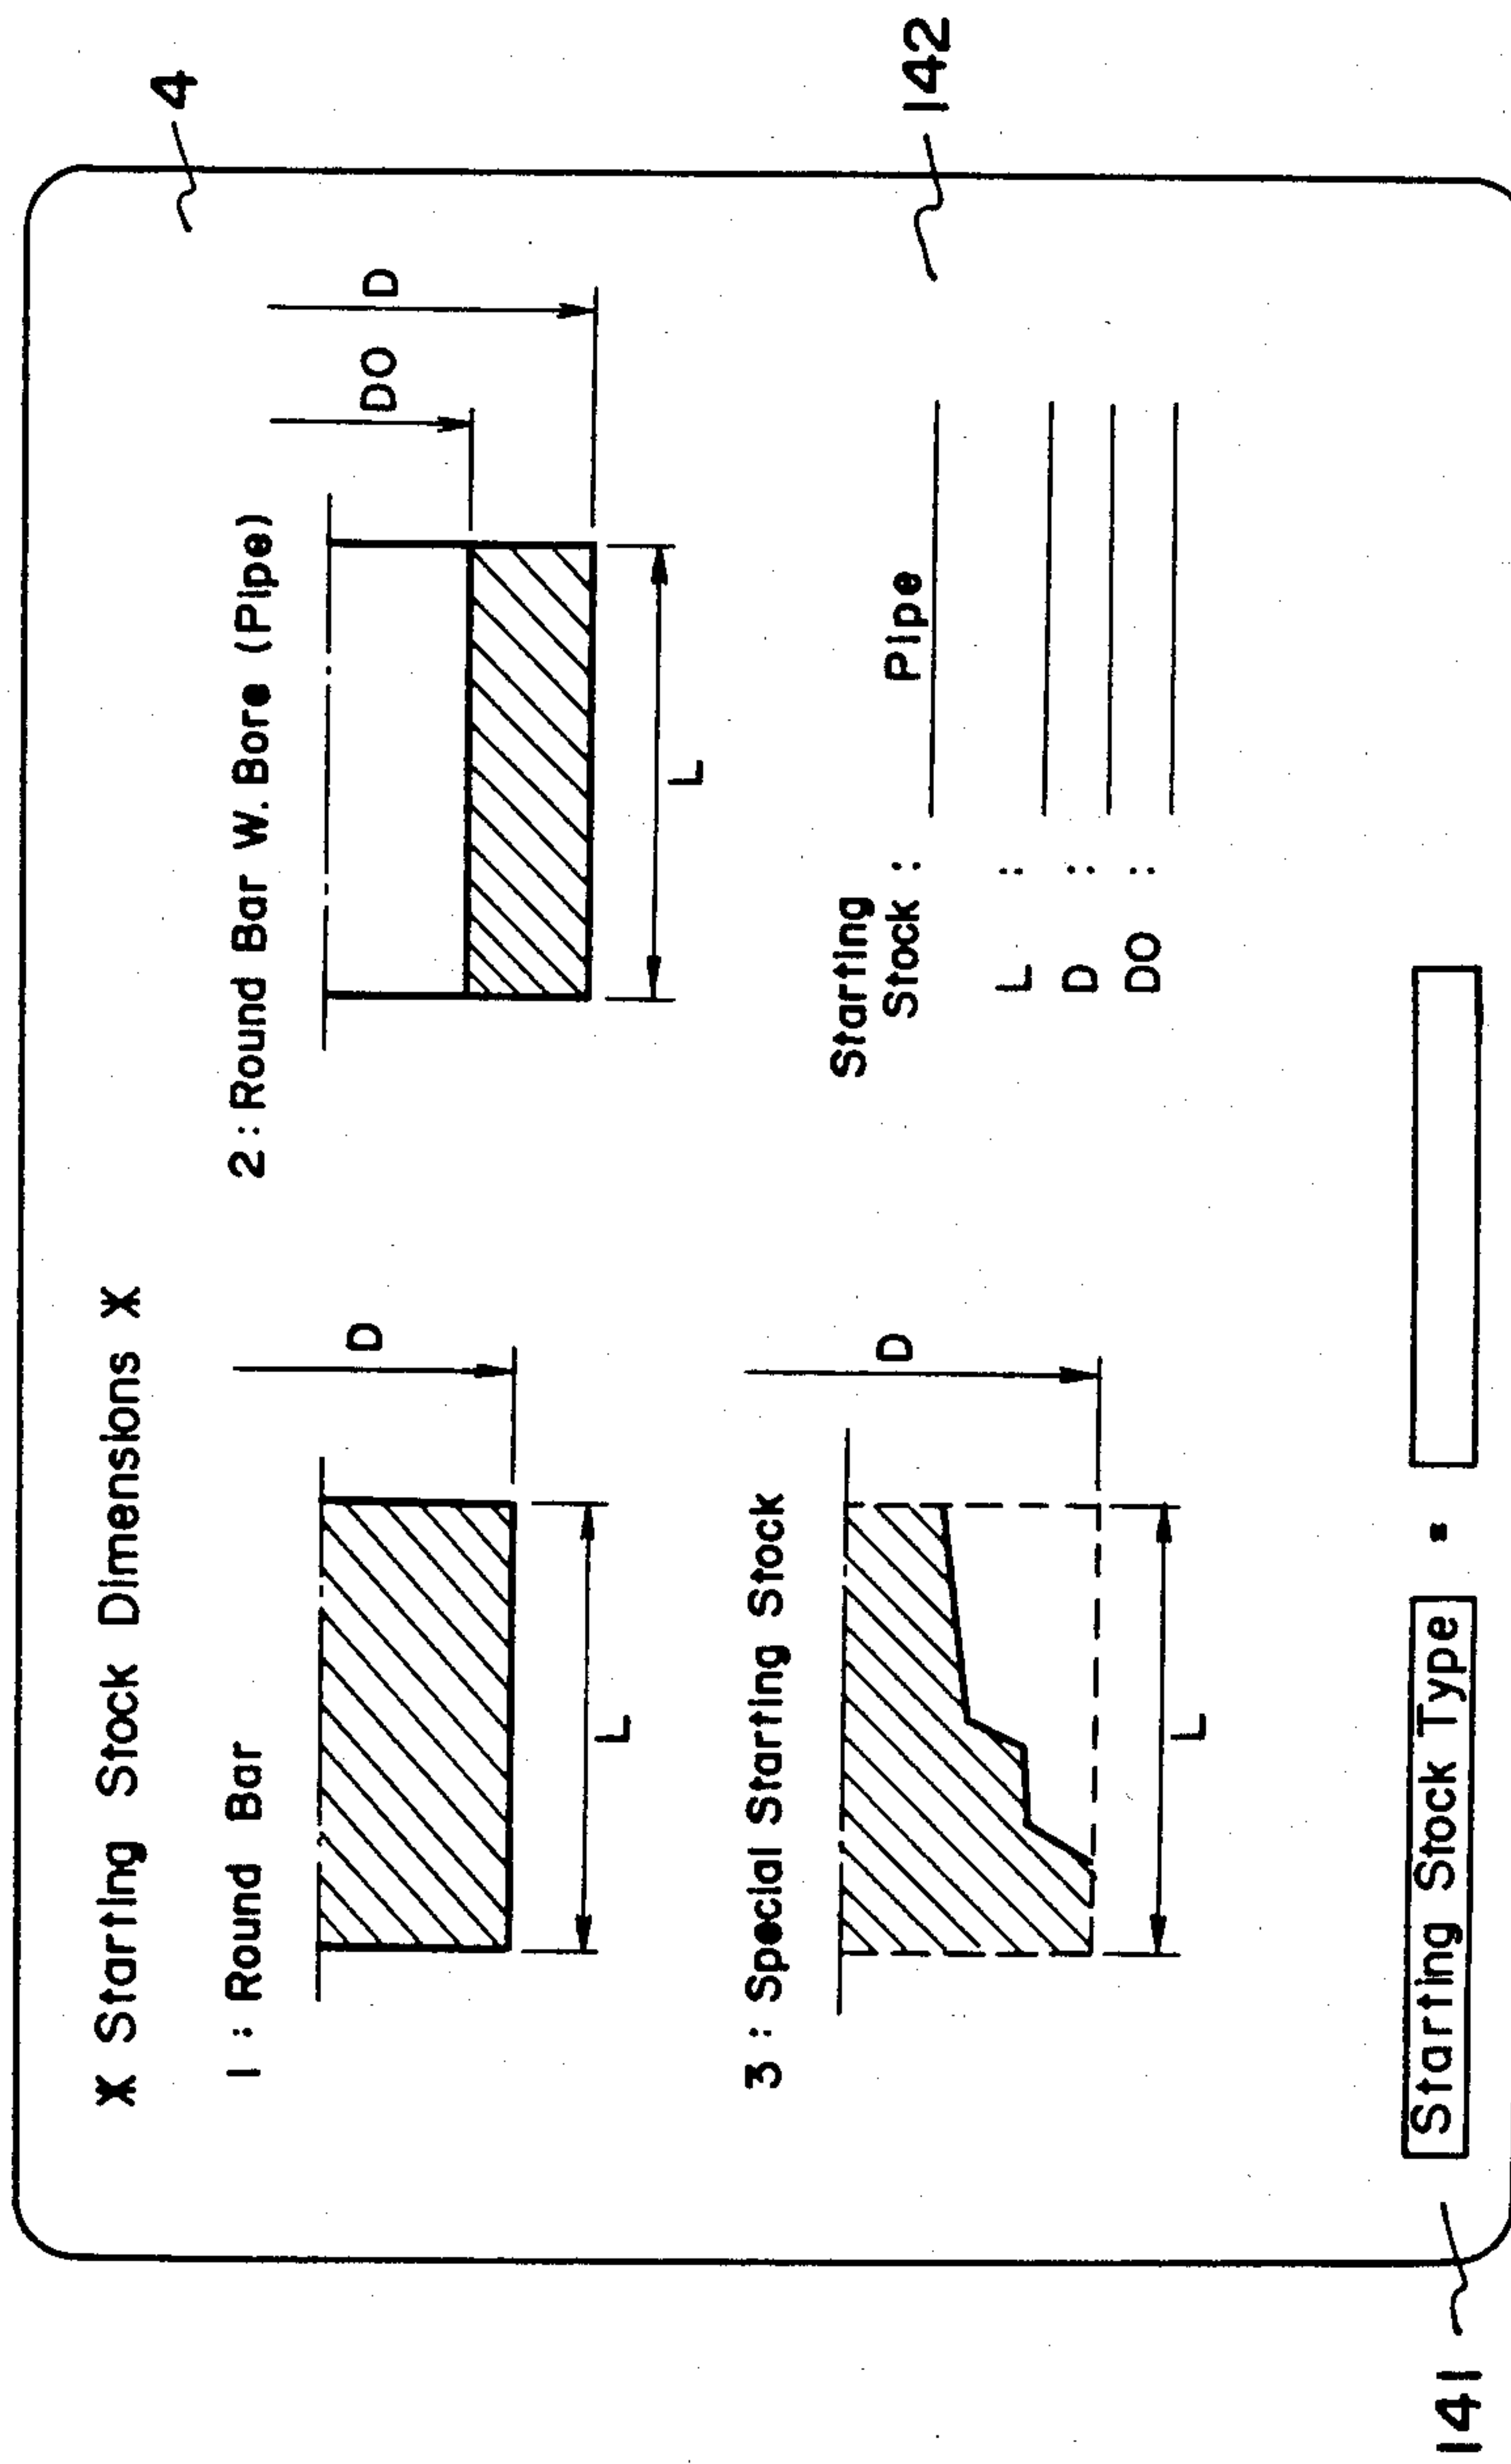 4
* Starting Stock Dimensions *
1 : Round Bar
D
L
2 : Round Bar W. Bore (Pipe)
DO
D
L
3 : Special Starting Stock
D
L
Starting
Stock : Pipe
L :
D :
DO :
142
141
Starting Stock Type =